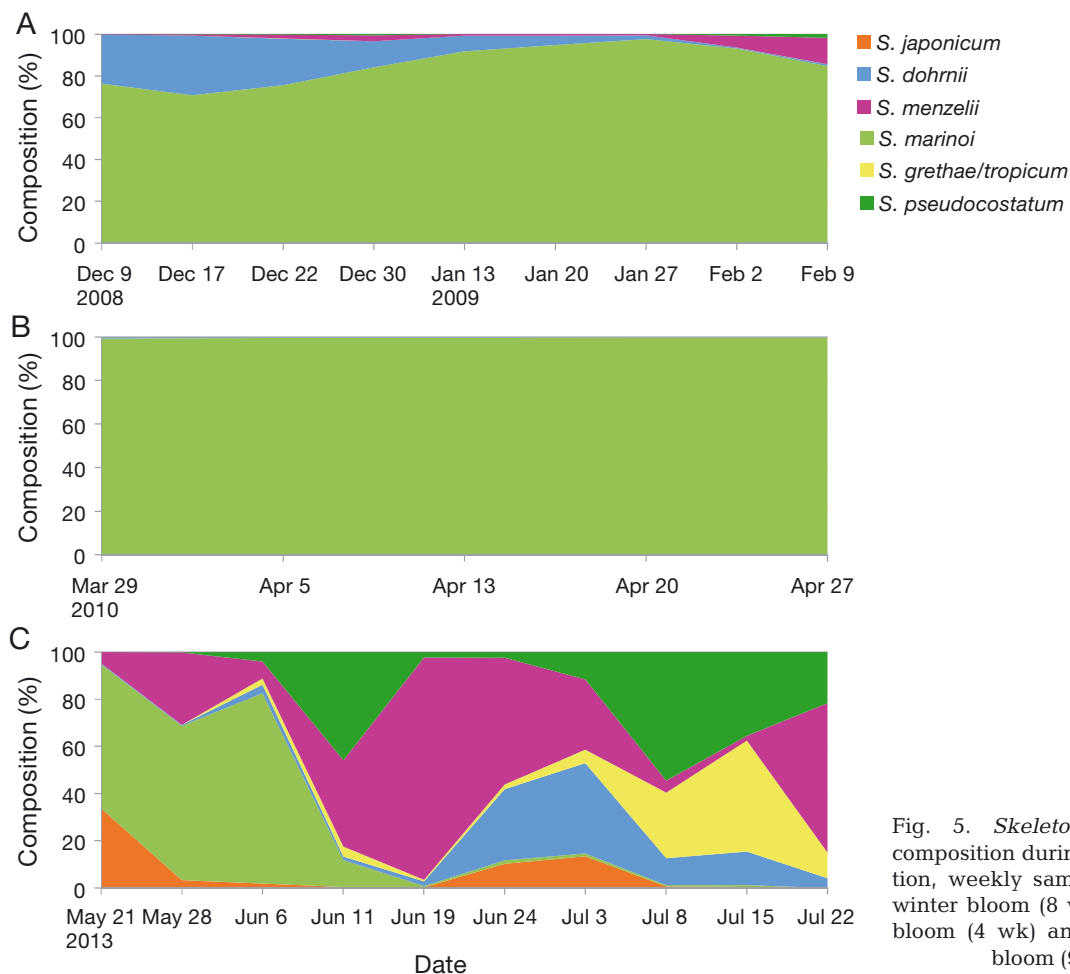 A
Composition (%)
100
80
60
40
20
0
Dec 9 Dec 17 Dec 22 Dec 30 Jan 13 Jan 20 Jan 27 Feb 2 Feb 9
2008 2009
S. japonicum
S. dohrnii
S. menzelii
S. marinoi
S. grethae/tropicum
S. pseudocostatum
B
Composition (%)
100
80
60
40
20
0
Mar 29 Apr 5 Apr 13 Apr 20 Apr 27
2010
C
Composition (%)
100
80
60
40
20
0
May 21 May 28 Jun 6 Jun 11 Jun 19 Jun 24 Jul 3 Jul 8 Jul 15 Jul 22
2013
Date
Fig. 5. Skeleto
composition durin
tion, weekly sam
winter bloom (8 w
bloom (4 wk) an
bloom (9